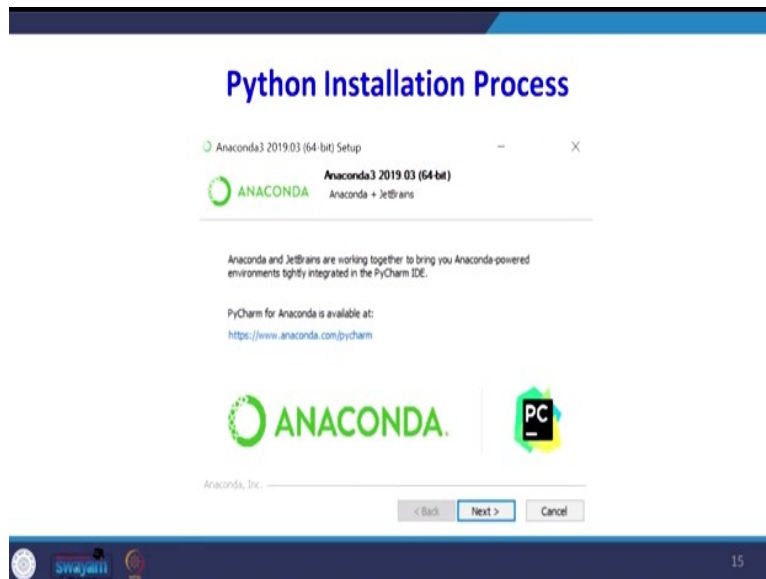 Python Installation Process
Anaconda3 2019.03 (64-bit) Setup
Anaconda3 2019.03 (64-bit)
ANACONDA
Anaconda + JetBrains
Anaconda and JetBrains are working together to bring you Anaconda-powered
environments tightly integrated in the PyCharm IDE.
PyCharm for Anaconda is available at:
https://www.anaconda.com/pycharm
ANACONDA.
PC
Anaconda, Inc.
< Back Next > Cancel
swayam
15